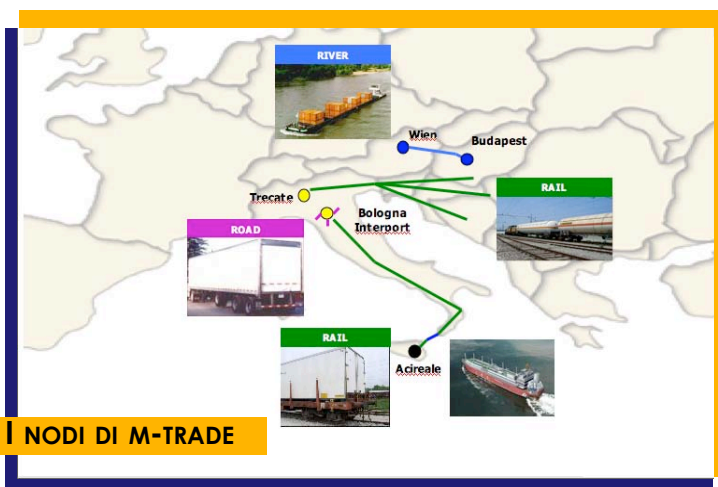 RIVER
Wien
Budapest
Trecate
RAIL
Bologna
Interport
ROAD
RAIL
Acireale
I NODI DI M-TRADE